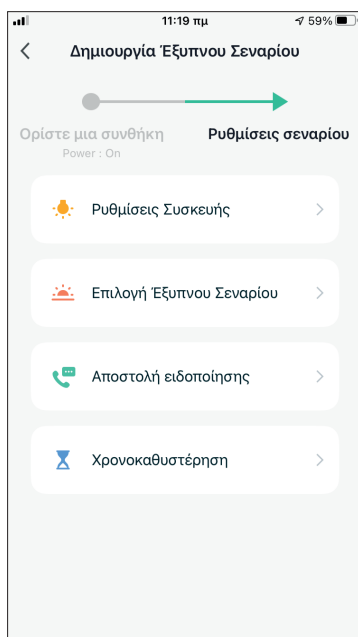 11:19 πμ
59%
Δημιουργία Έξυπνου Σεναρίου
Ορίστε μια συνθήκη
Ρυθμίσεις σεναρίου
Power : On
Ρυθμίσεις Συσκευής
Επιλογή Έξυπνου Σεναρίου
Αποστολή ειδοποίησης
Χρονοκαθυστέρηση